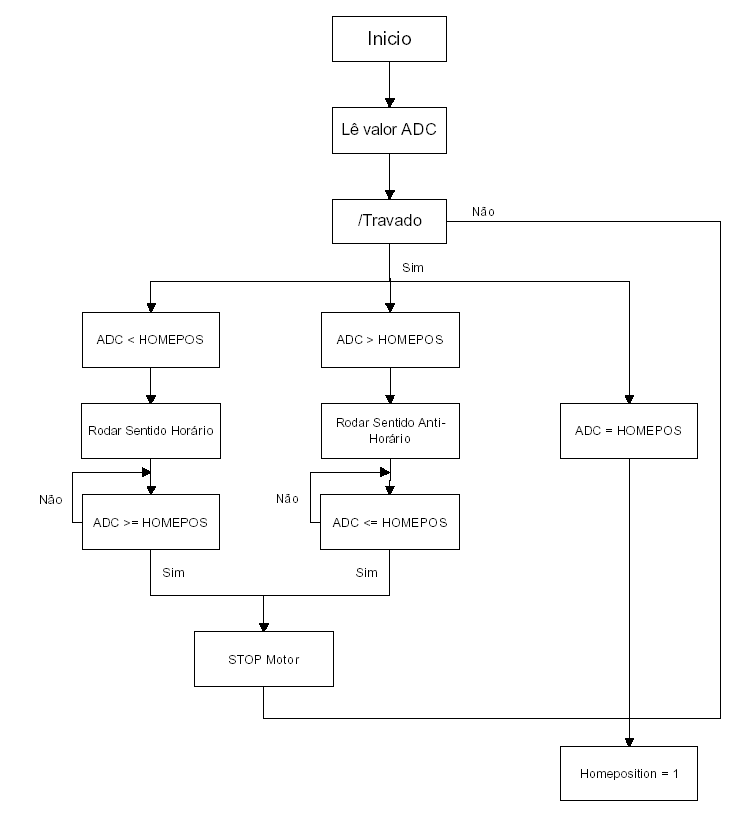 Inicio
Lê valor ADC
/Travado
Não
Sim
ADC < HOMEPOS
ADC > HOMEPOS
Rodar Sentido Horário
Rodar Sentido Anti-
Horário
ADC = HOMEPOS
Não
Não
ADC >= HOMEPOS
ADC <= HOMEPOS
Sim
Sim
STOP Motor
Homeposition = 1